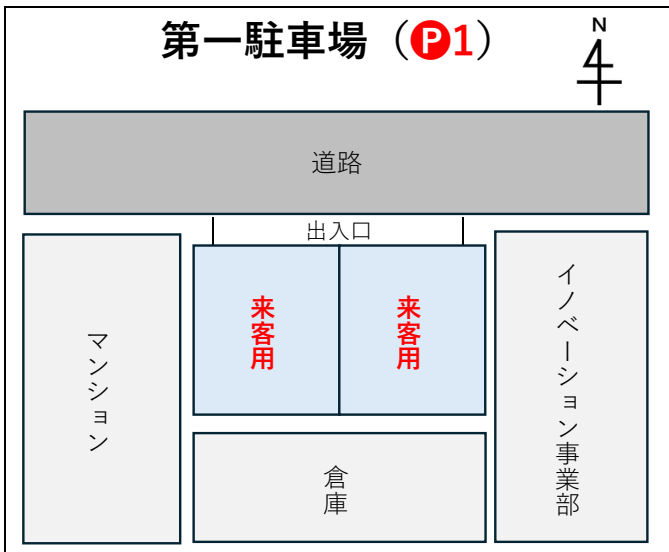 第一駐車場（P1）
N
道路
出入口
マンション
来客用
来客用
イノベーション事業部
倉庫